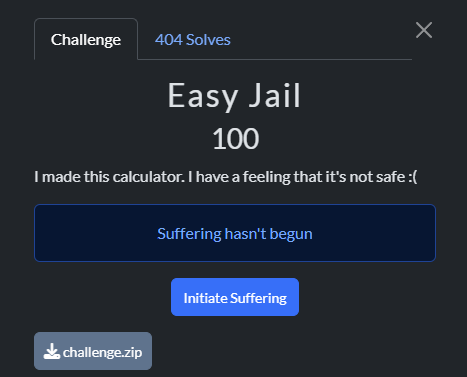 Challenge
404 Solves
Easy Jail
100
I made this calculator. I have a feeling that it's not safe :(
Suffering hasn't begun
Initiate Suffering
challenge.zip